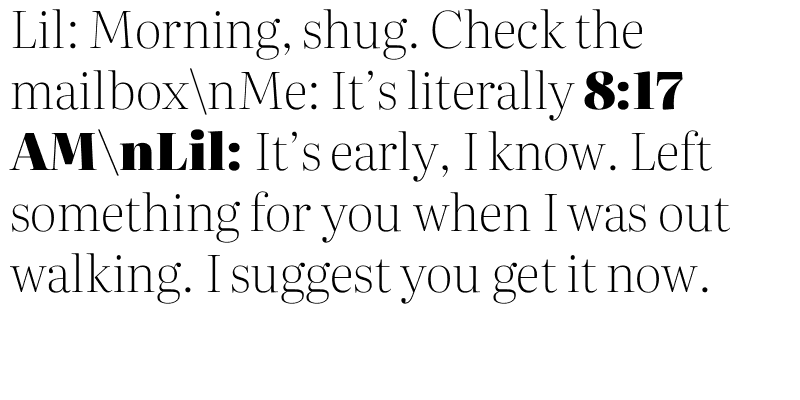 Lil: Morning, shug. Check the
mailbox\nMe: It’s literally 8:17
AM\nLil: It’s early, I know. Left
something for you when I was out
walking. I suggest you get it now.